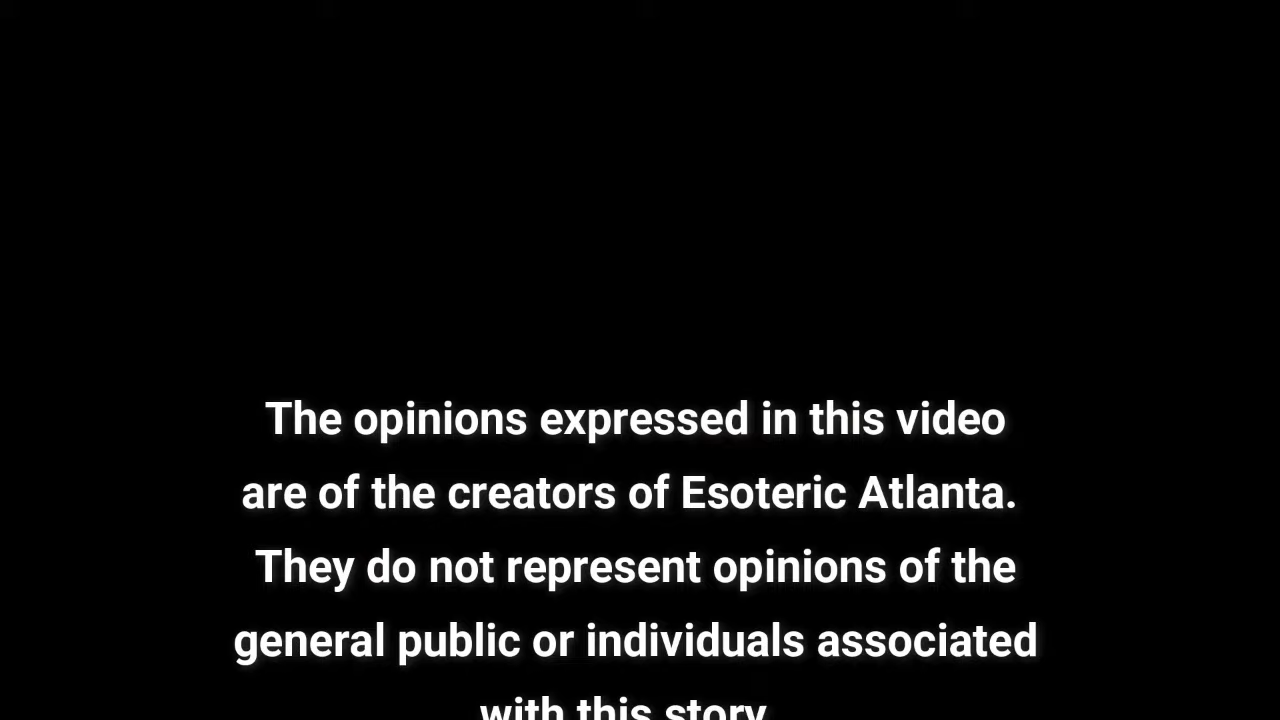 The opinions expressed in this video
are of the creators of Esoteric Atlanta.
They do not represent opinions of the
general public or individuals associated
with this story